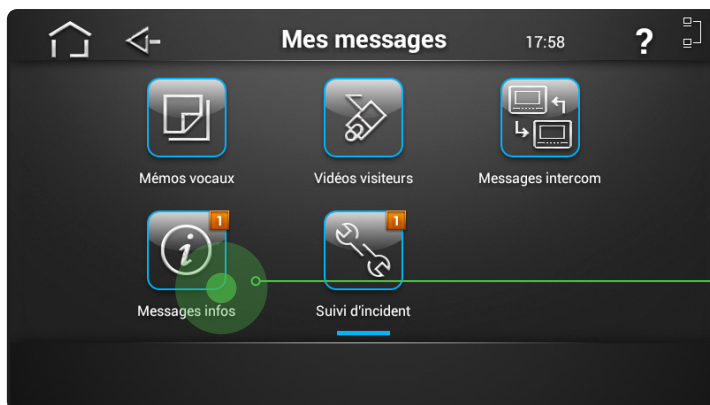 Mes messages 17:58 ?
Mémos vocaux Vidéos visiteurs Messages intercom
1 1
i
Messages infos Suivi d'incident